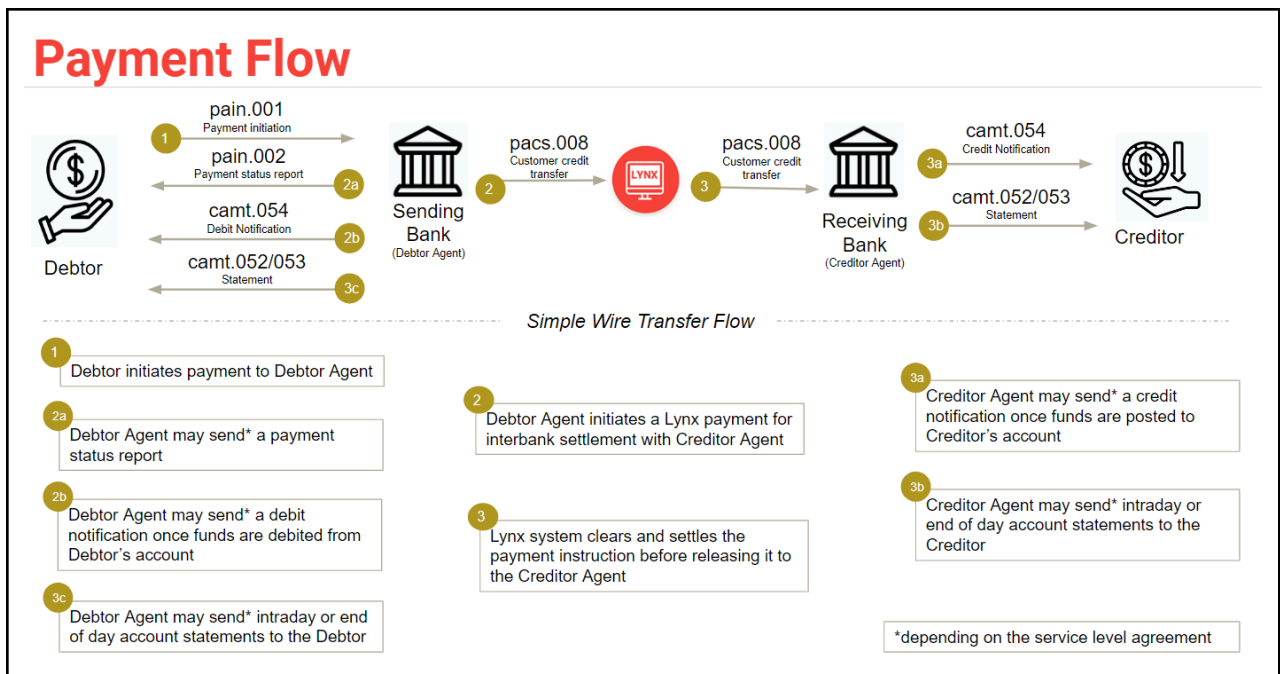 Payment Flow
1
pain.001
Payment initiation
pain.002
Payment status report
2a
camt.054
Debit Notification
2b
camt.052/053
Statement
3c
Debtor
Sending
Bank
(Debtor Agent)
2
pacs.008
Customer credit
transfer
LYNX
3
pacs.008
Customer credit
transfer
Receiving
Bank
(Creditor Agent)
3a
camt.054
Credit Notification
3b
camt.052/053
Statement
Creditor
Simple Wire Transfer Flow
1
Debtor initiates payment to Debtor Agent
2a
Debtor Agent may send* a payment
status report
2b
Debtor Agent may send* a debit
notification once funds are debited from
Debtor’s account
3c
Debtor Agent may send* intraday or end
of day account statements to the Debtor
2
Debtor Agent initiates a Lynx payment for
interbank settlement with Creditor Agent
3
Lynx system clears and settles the
payment instruction before releasing it to
the Creditor Agent
3a
Creditor Agent may send* a credit
notification once funds are posted to
Creditor’s account
3b
Creditor Agent may send* intraday or
end of day account statements to the
Creditor
*depending on the service level agreement